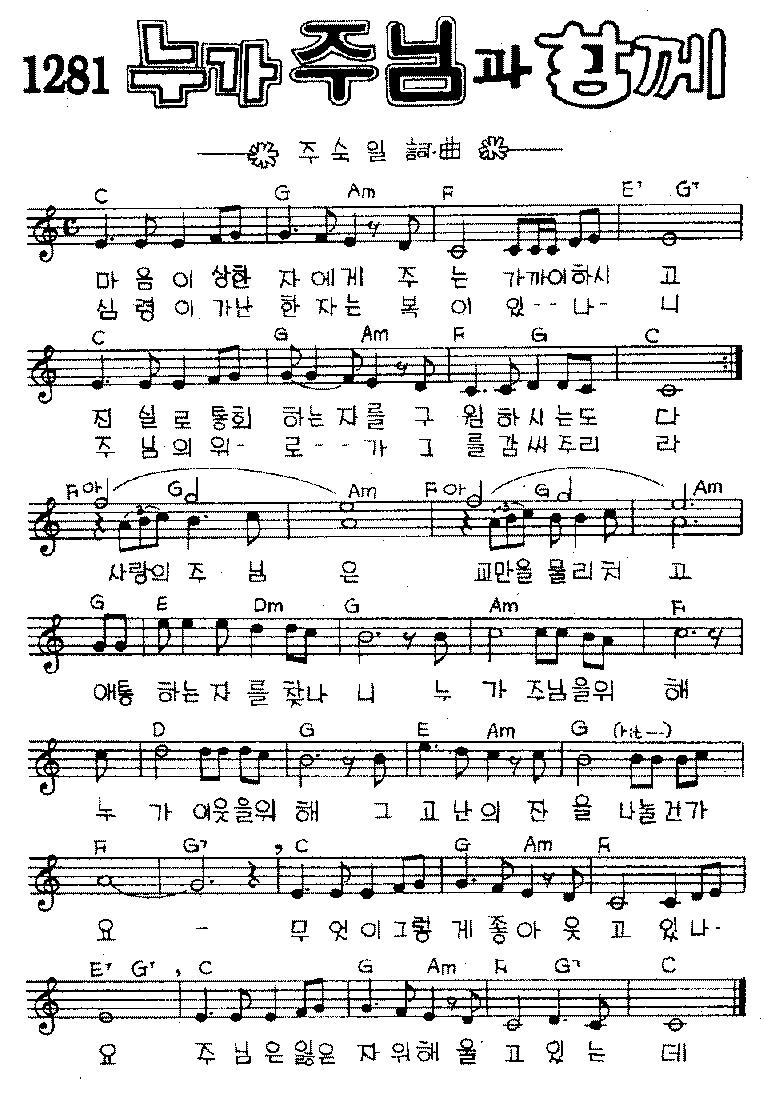 1281 누가 주님과 함께
주숙일 詞·曲
C G Am F E7 G7
마음이 상한 자에게 주는 가까이하시고
심령이 가난한 자는 복이 있--나-니
C G Am F G C
진실로 통회하는 자를 구원하시는도다
주님의 위-로--가 그를 감싸주리라
F아 G Am F아 G Am
3 3
사랑의 주님은 교만을 물리치고
G E Dm G Am F
애통하는 자를 찾나니 누가 주님을위해
D G E Am G (rit---)
누가 이웃을위해 그 고난의 잔을 나눌건가
F G7 , C G Am F
요 - 무엇이그렇게 좋아 웃고 있나-
E7 G7 , C G Am F G7 C
요 주님은잃은 자위해 울고 있는데